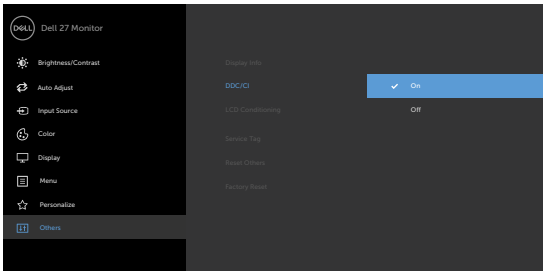 DELL Dell 27 Monitor
Brightness/Contrast
Auto Adjust
Input Source
Color
Display
Menu
Personalize
Others
Display Info
DDC/CI
LCD Conditioning
Service Tag
Reset Others
Factory Reset
On
Off